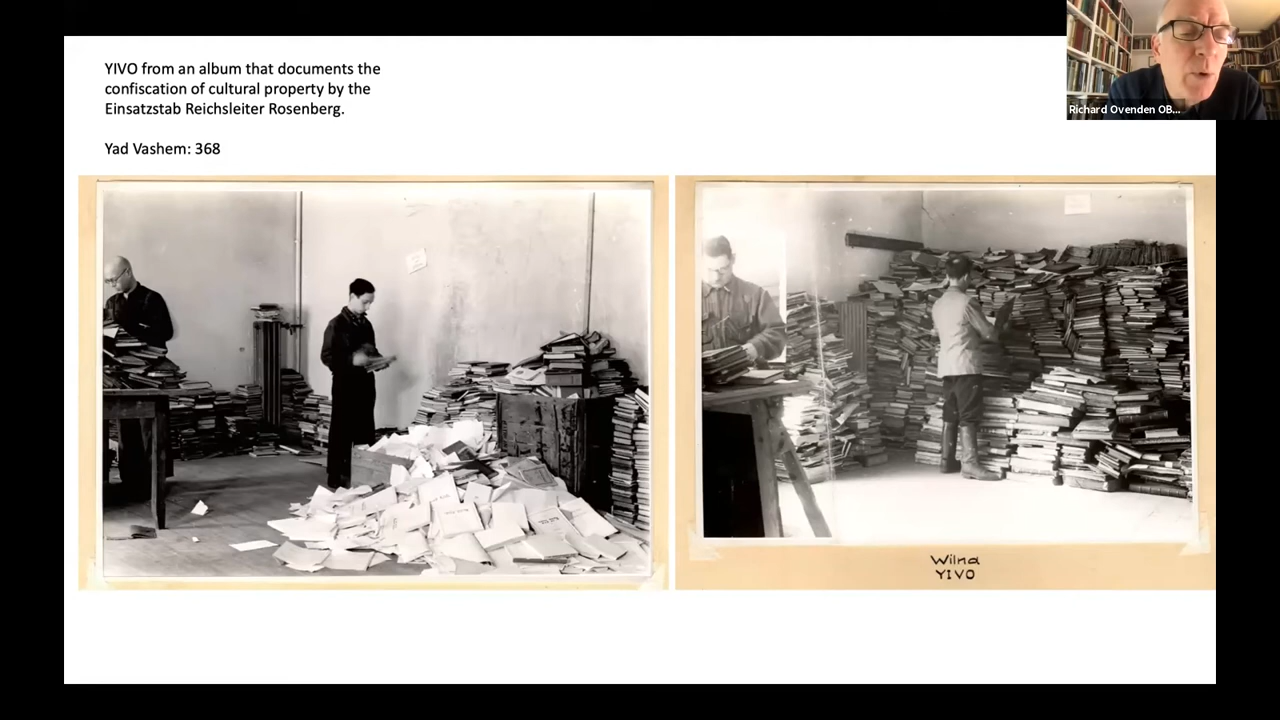 YIVO from an album that documents the
confiscation of cultural property by the
Einsatzstab Reichsleiter Rosenberg.
Yad Vashem: 368
Richard Ovenden OB...
Wilna
YIVO